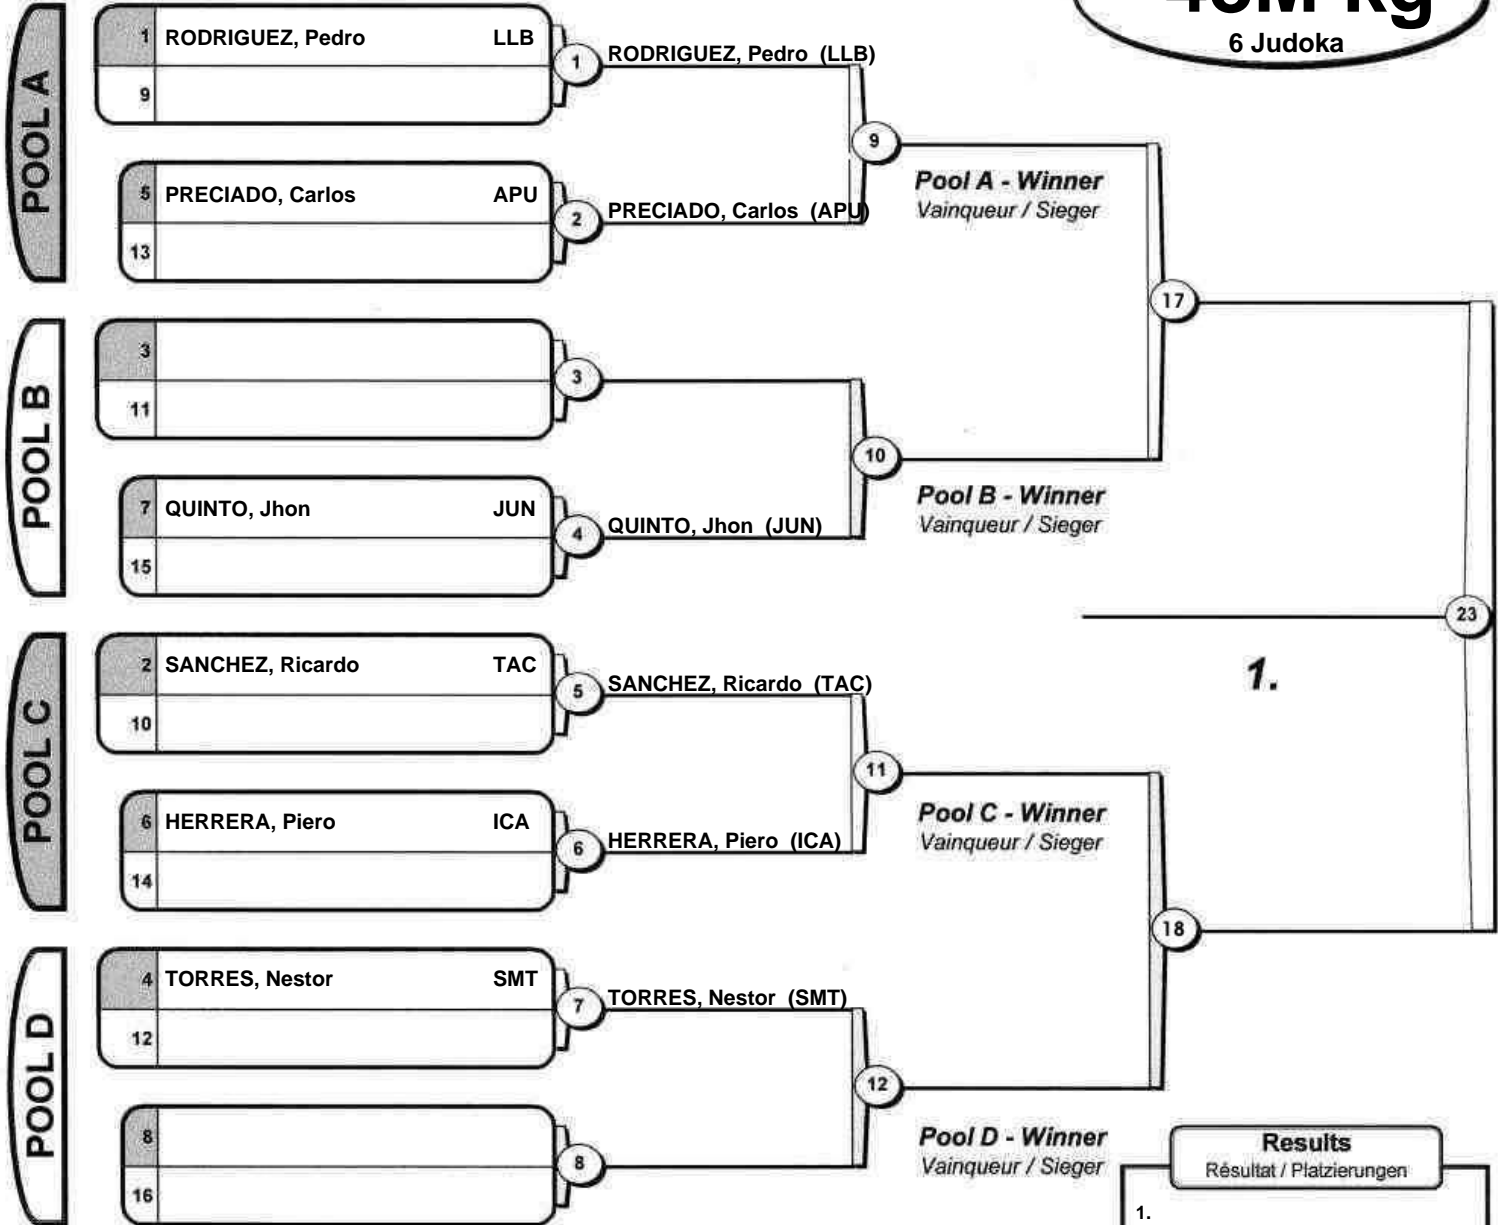 kg
6 Judoka
POOL A
1 RODRIGUEZ, Pedro LLB
9
1 RODRIGUEZ, Pedro (LLB)
5 PRECIADO, Carlos APU
13
2 PRECIADO, Carlos (APU)
9
Pool A - Winner
Vainqueur / Sieger
17
POOL B
3
11
3
7 QUINTO, Jhon JUN
15
4 QUINTO, Jhon (JUN)
10
Pool B - Winner
Vainqueur / Sieger
23
1.
POOL C
2 SANCHEZ, Ricardo TAC
10
5 SANCHEZ, Ricardo (TAC)
6 HERRERA, Piero ICA
14
6 HERRERA, Piero (ICA)
11
Pool C - Winner
Vainqueur / Sieger
18
POOL D
4 TORRES, Nestor SMT
12
7 TORRES, Nestor (SMT)
8
16
8
12
Pool D - Winner
Vainqueur / Sieger
Results
Résultat / Platzierungen
1.